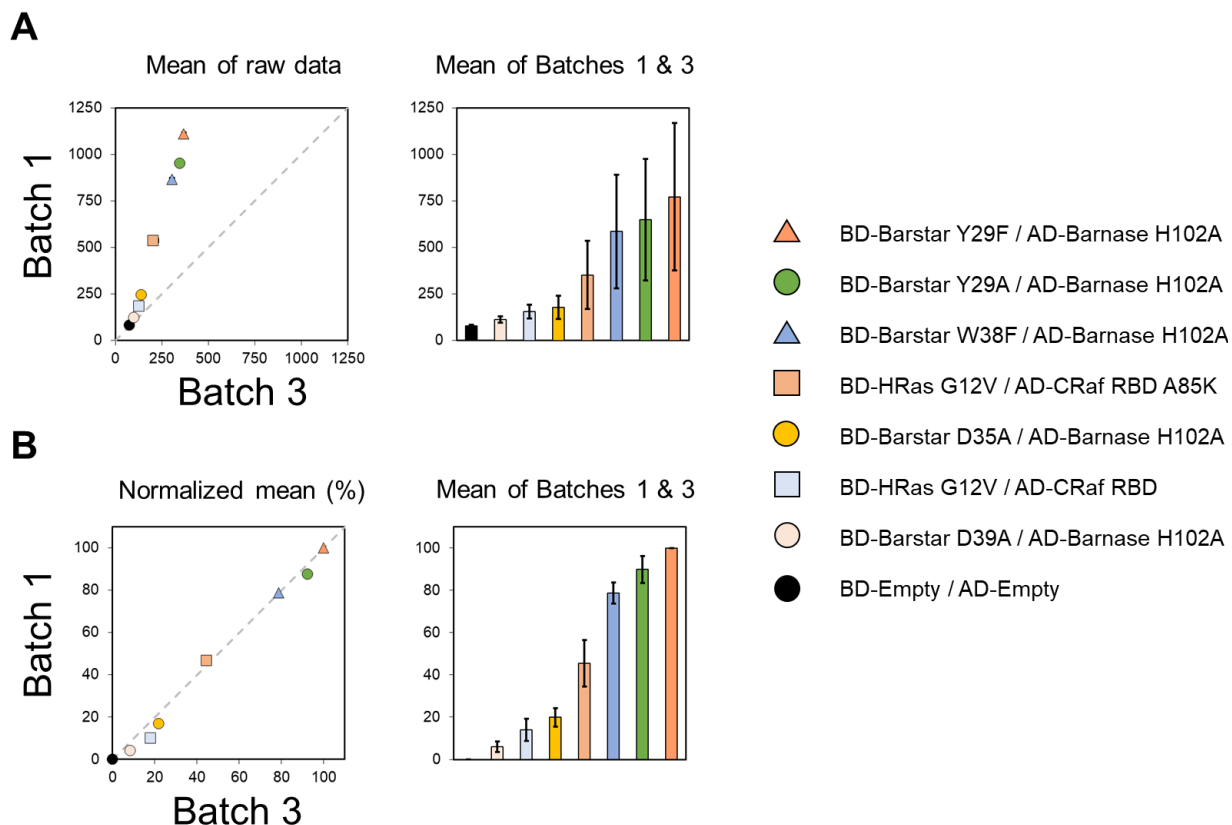 A
Mean of raw data
Mean of Batches 1 & 3
1250
1000
750
500
250
0
0
250
500
750
1000
1250
Batch 1
Batch 3
1250
1000
750
500
250
0
BD-Barstar Y29F / AD-Barnase H102A
BD-Barstar Y29A / AD-Barnase H102A
BD-Barstar W38F / AD-Barnase H102A
BD-HRas G12V / AD-CRaf RBD A85K
BD-Barstar D35A / AD-Barnase H102A
BD-HRas G12V / AD-CRaf RBD
BD-Barstar D39A / AD-Barnase H102A
BD-Empty / AD-Empty
B
Normalized mean (%)
Mean of Batches 1 & 3
100
80
60
40
20
0
0
20
40
60
80
100
Batch 1
Batch 3
100
80
60
40
20
0